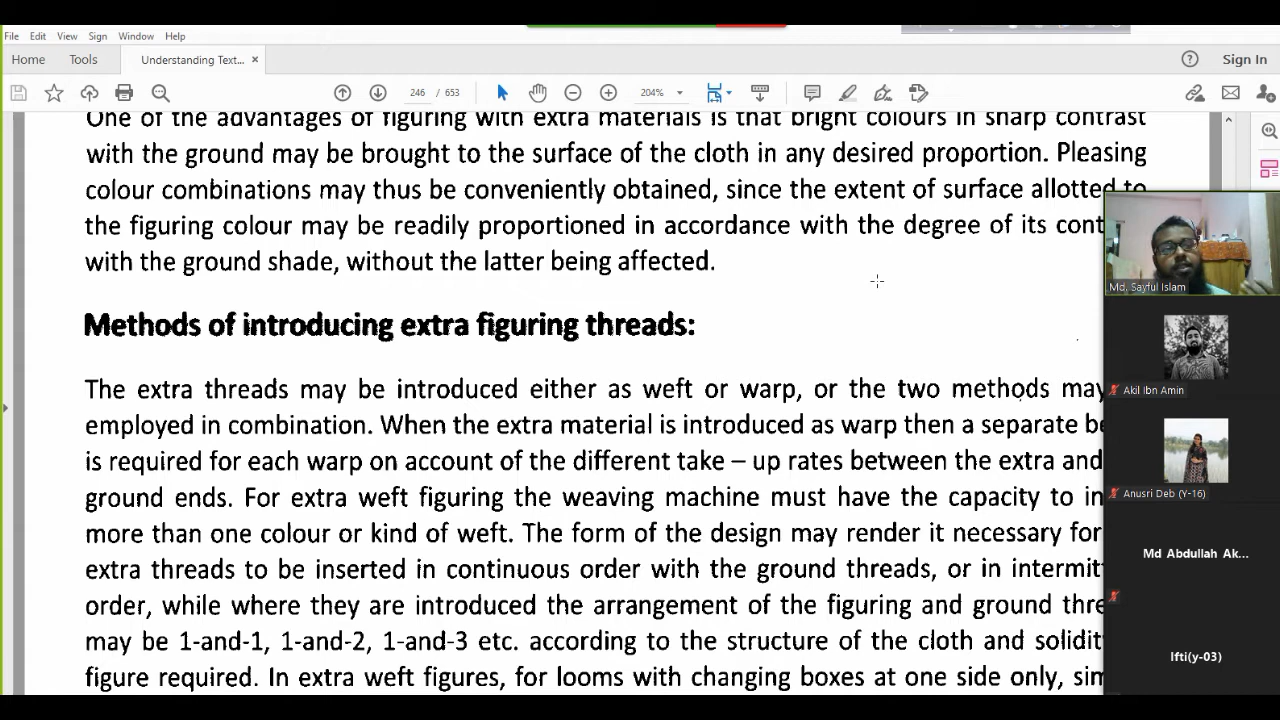 File Edit View Sign Window Help
Home Tools Understanding Text... × Sign In
246 / 653 204%
One of the advantages of figuring with extra materials is that bright colours in sharp contrast
with the ground may be brought to the surface of the cloth in any desired proportion. Pleasing
colour combinations may thus be conveniently obtained, since the extent of surface allotted to
the figuring colour may be readily proportioned in accordance with the degree of its cont
with the ground shade, without the latter being affected.
Methods of introducing extra figuring threads:
The extra threads may be introduced either as weft or warp, or the two methods may
employed in combination. When the extra material is introduced as warp then a separate be
is required for each warp on account of the different take – up rates between the extra and
ground ends. For extra weft figuring the weaving machine must have the capacity to in
more than one colour or kind of weft. The form of the design may render it necessary for
extra threads to be inserted in continuous order with the ground threads, or in intermit
order, while where they are introduced the arrangement of the figuring and ground thre
may be 1-and-1, 1-and-2, 1-and-3 etc. according to the structure of the cloth and solidit
figure required. In extra weft figures, for looms with changing boxes at one side only, sim
Md. Sayful Islam
Akil Ibn Amin
Anusri Deb (Y-16)
Md Abdullah Ak...
Ifti(y-03)